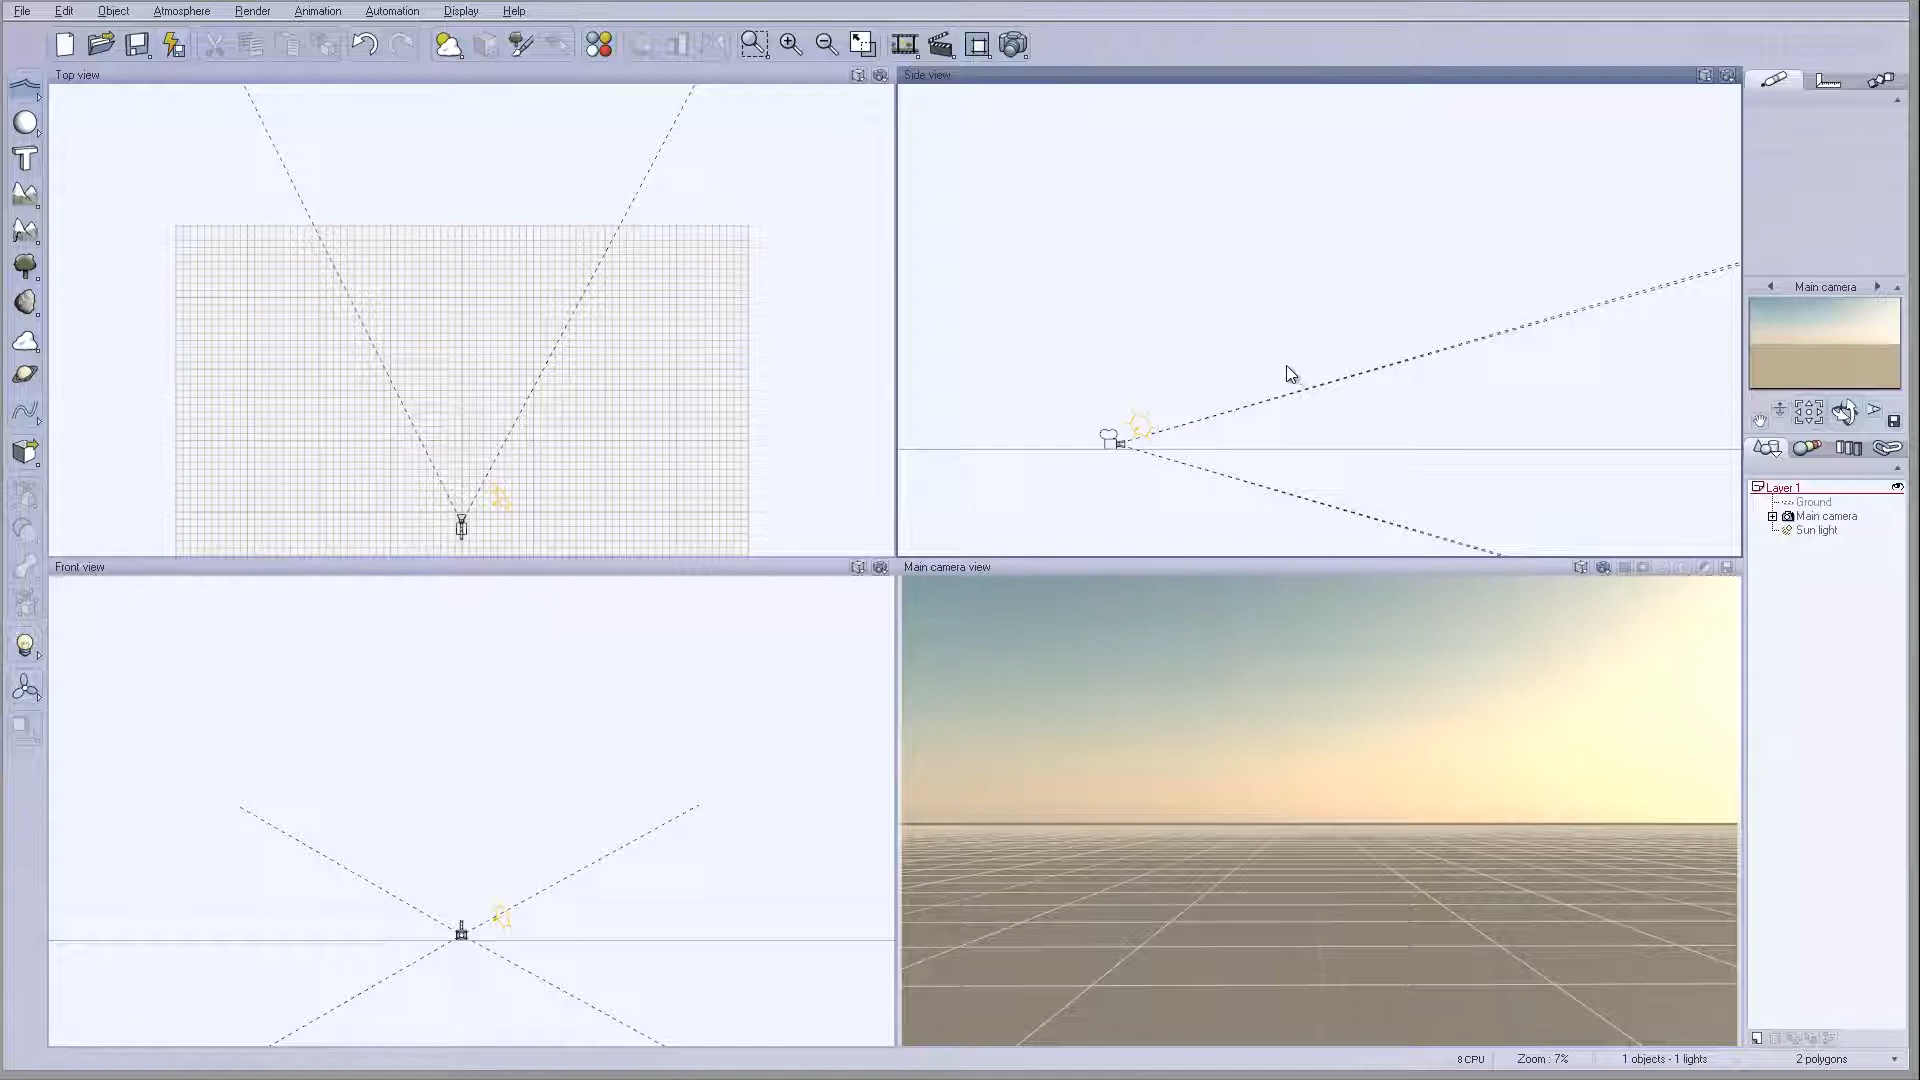 File Edit Object Atmosphere Render Animation Automation Display Help
Top view
Side view
Main camera
Layer 1
Ground
Main camera
Sun light
Front view
Main camera view
8 CPU Zoom : 7% 1 objects - 1 lights 2 polygons